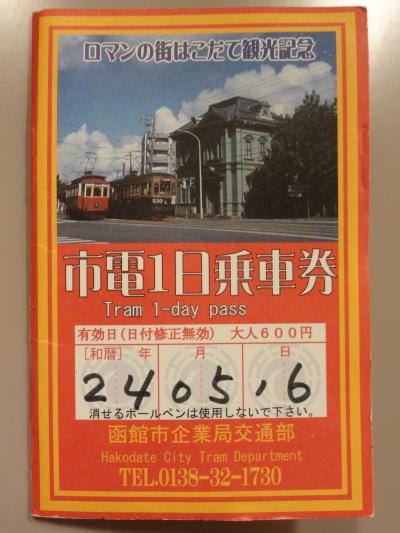 ロマンの街はこだて観光記念
530
市電1日乗車券
Tram 1-day pass
有効日(日付修正無効) 大人600円
[和暦] 年 月 日
24 05 16
消せるボールペンは使用しないで下さい。
函館市企業局交通部
Hakodate City Tram Department
TEL.0138-32-1730